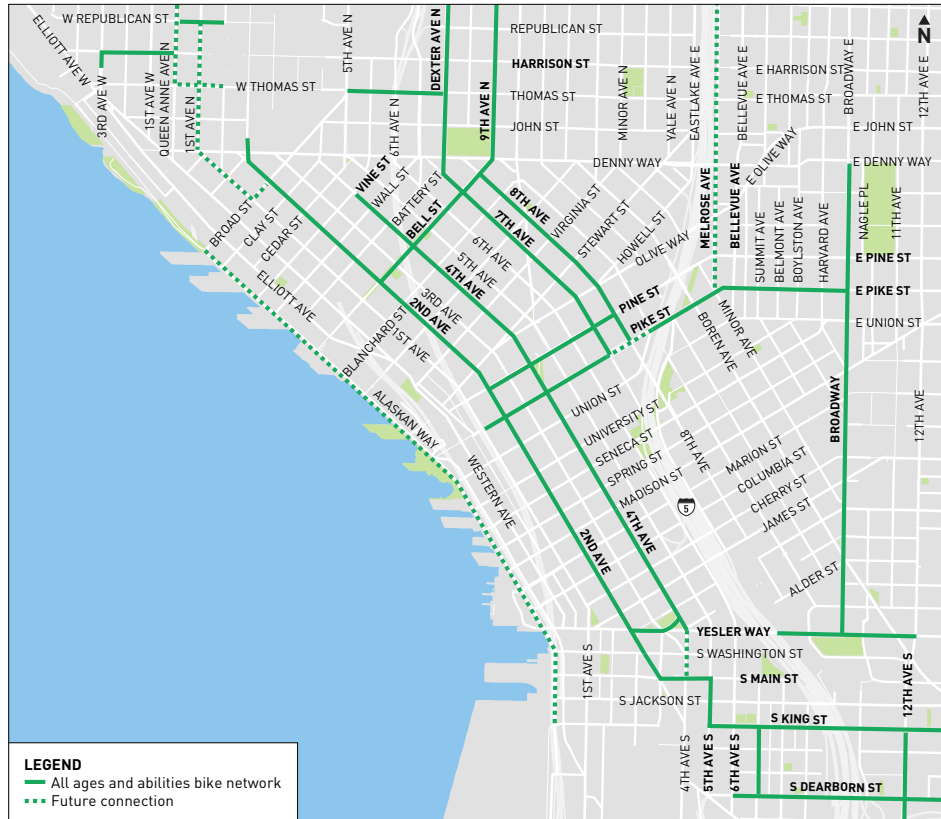 W REPUBLICAN ST
ELLIOTT AVE W
3RD AVE W
1ST AVE W
QUEEN ANNE AVE N
1ST AVE N
W THOMAS ST
5TH AVE N
6TH AVE N
DEXTER AVE N
9TH AVE N
REPUBLICAN ST
HARRISON ST
THOMAS ST
JOHN ST
MINOR AVE N
YALE AVE N
EASTLAKE AVE E
BELLEVUE AVE E
E HARRISON ST
E THOMAS ST
BROADWAY E
12TH AVE E
N
E JOHN ST
E OLIVE WAY
DENNY WAY
E DENNY WAY
VINE ST
WALL ST
BATTERY ST
BELL ST
8TH AVE
7TH AVE
VIRGINIA ST
STEWART ST
HOWELL ST
OLIVE WAY
MELROSE AVE
BELLEVUE AVE
SUMMIT AVE
BELMONT AVE
BOYLSTON AVE
HARVARD AVE
NAGLE PL
11TH AVE
BROAD ST
CLAY ST
CEDAR ST
6TH AVE
5TH AVE
4TH AVE
3RD AVE
2ND AVE
1ST AVE
BLANCHARD ST
ELLIOTT AVE
ALASKAN WAY
WESTERN AVE
PINE ST
PIKE ST
E PINE ST
E PIKE ST
E UNION ST
MINOR AVE
BOREN AVE
UNION ST
UNIVERSITY ST
SENECA ST
SPRING ST
MADISON ST
8TH AVE
MARION ST
COLUMBIA ST
CHERRY ST
JAMES ST
ALDER ST
BROADWAY
12TH AVE
5
2ND AVE
4TH AVE
YESLER WAY
S WASHINGTON ST
S MAIN ST
1ST AVE S
S JACKSON ST
S KING ST
12TH AVE S
4TH AVE S
5TH AVE S
6TH AVE S
S DEARBORN ST
LEGEND
All ages and abilities bike network
Future connection